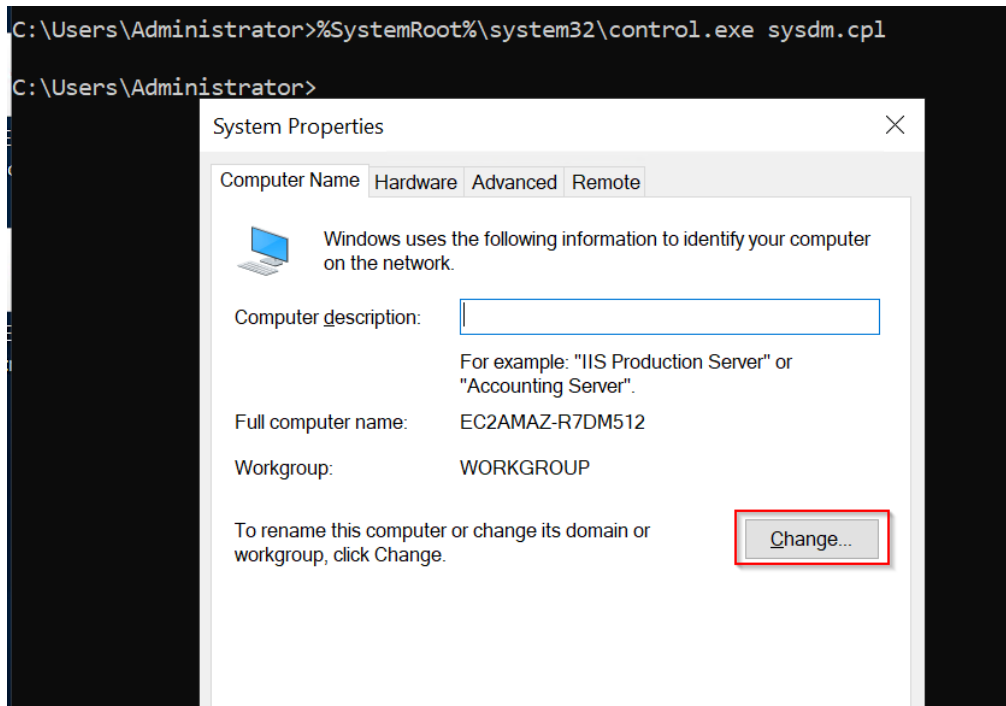 C:\Users\Administrator>%SystemRoot%\system32\control.exe sysdm.cpl
C:\Users\Administrator>
System Properties
Computer Name Hardware Advanced Remote
Windows uses the following information to identify your computer
on the network.
Computer description:
For example: "IIS Production Server" or
"Accounting Server".
Full computer name: EC2AMAZ-R7DM512
Workgroup: WORKGROUP
To rename this computer or change its domain or
workgroup, click Change.
Change...